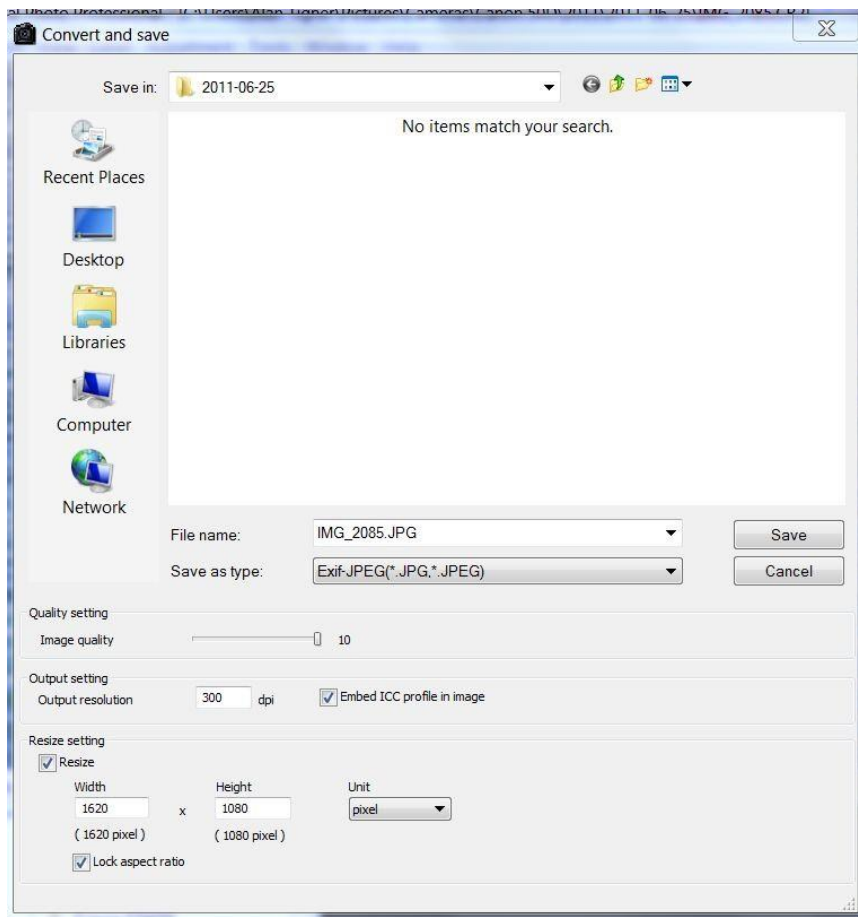 Convert and save
Save in: 2011-06-25
No items match your search.
Recent Places
Desktop
Libraries
Computer
Network
File name: IMG_2085.JPG Save
Save as type: Exif-JPEG(*.JPG,*.JPEG) Cancel
Quality setting
Image quality 10
Output setting
Output resolution 300 dpi Embed ICC profile in image
Resize setting
Resize
Width Height Unit
1620 x 1080 pixel
( 1620 pixel ) ( 1080 pixel )
Lock aspect ratio